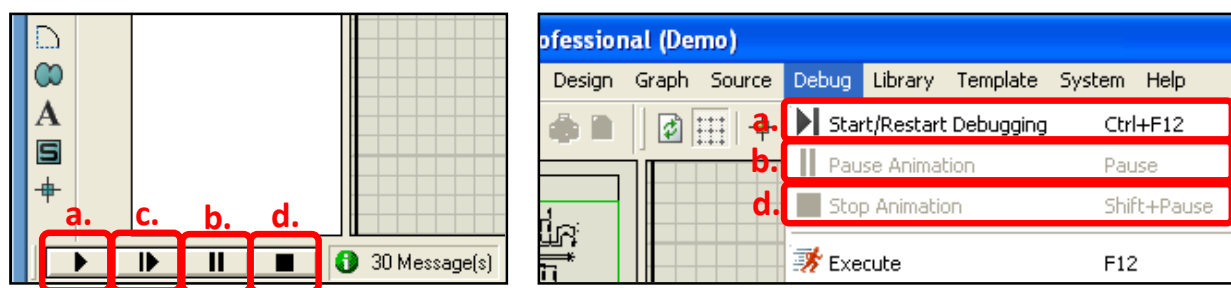 A
S
a. c. b. d.
30 Message(s)
ofessional (Demo)
Design Graph Source Debug Library Template System Help
a. Start/Restart Debugging Ctrl+F12
b. Pause Animation Pause
d. Stop Animation Shift+Pause
Execute F12